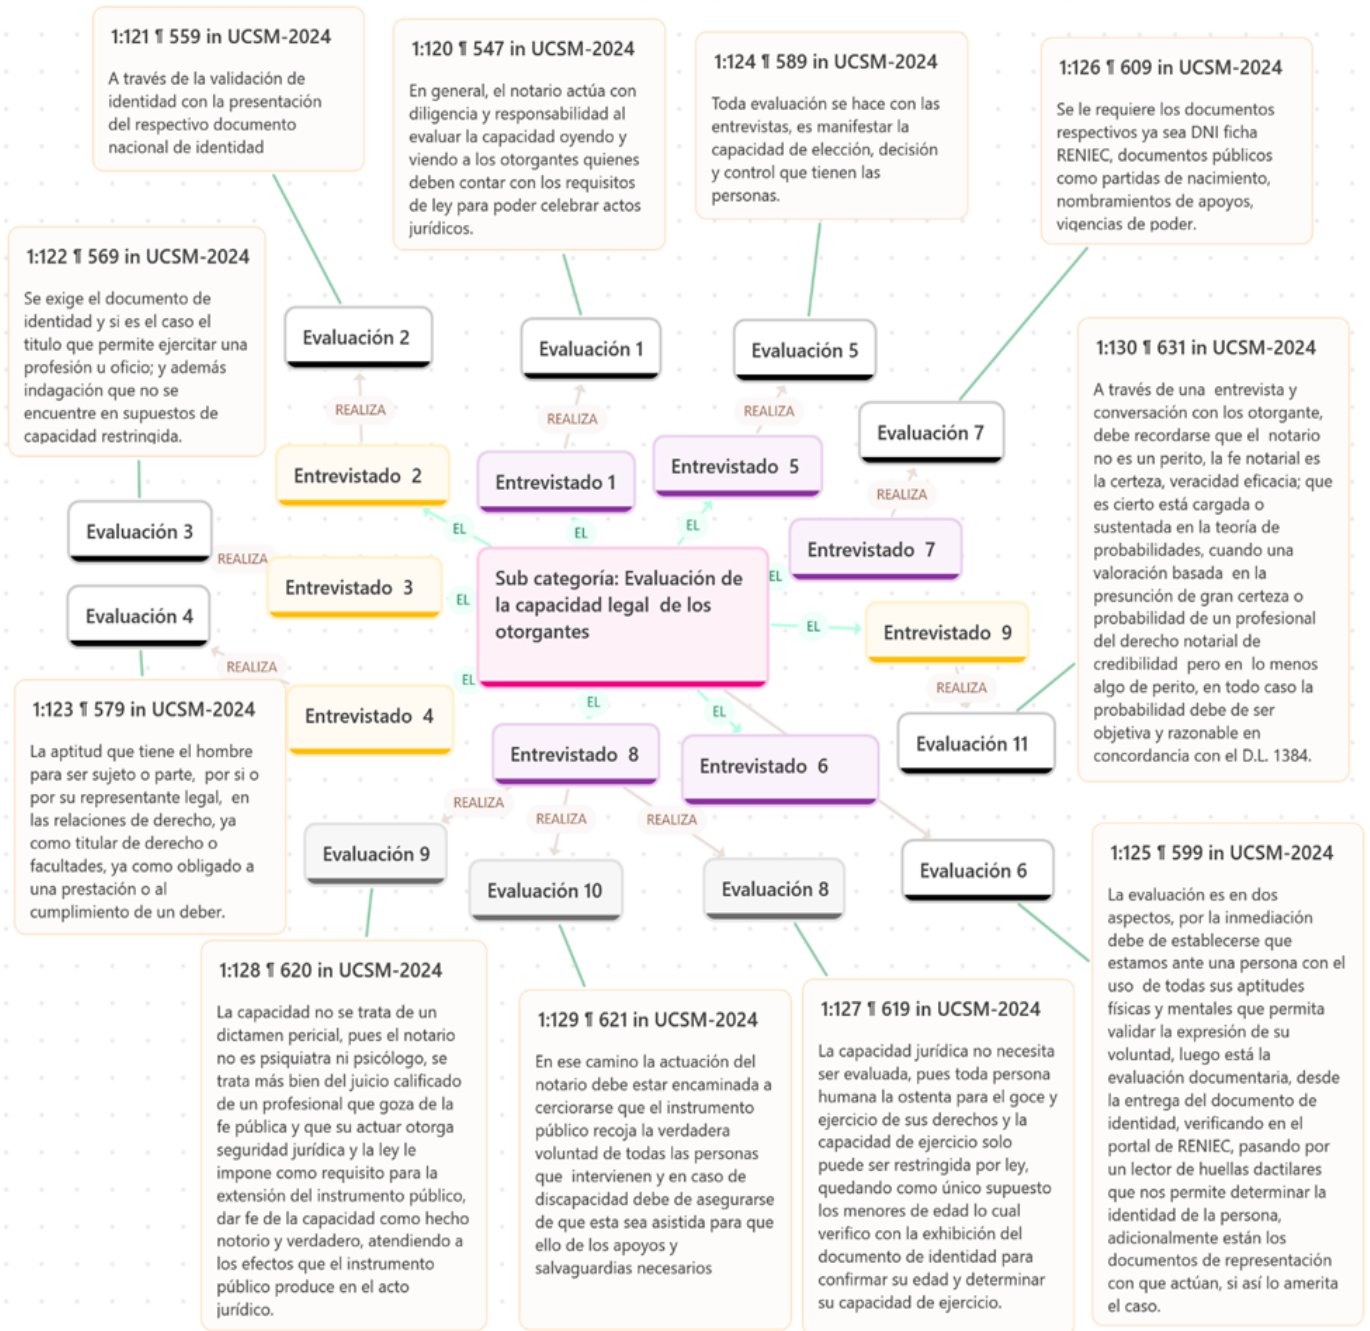 1:121 ¶ 559 in UCSM-2024
A través de la validación de
identidad con la presentación
del respectivo documento
nacional de identidad
1:120 ¶ 547 in UCSM-2024
En general, el notario actúa con
diligencia y responsabilidad al
evaluar la capacidad oyendo y
viendo a los otorgantes quienes
deben contar con los requisitos
de ley para poder celebrar actos
jurídicos.
1:124 ¶ 589 in UCSM-2024
Toda evaluación se hace con las
entrevistas, es manifestar la
capacidad de elección, decisión
y control que tienen las
personas.
1:126 ¶ 609 in UCSM-2024
Se le requiere los documentos
respectivos ya sea DNI ficha
RENIEC, documentos públicos
como partidas de nacimiento,
nombramientos de apoyos,
vigencias de poder.
1:122 ¶ 569 in UCSM-2024
Se exige el documento de
identidad y si es el caso el
titulo que permite ejercitar una
profesión u oficio; y además
indagación que no se
encuentre en supuestos de
capacidad restringida.
Evaluación 2
Evaluación 1
Evaluación 5
1:130 ¶ 631 in UCSM-2024
A través de una entrevista y
conversación con los otorgante,
debe recordarse que el notario
no es un perito, la fe notarial es
la certeza, veracidad eficacia; que
es cierto está cargada o
sustentada en la teoría de
probabilidades, cuando una
valoración basada en la
presunción de gran certeza o
probabilidad de un profesional
del derecho notarial de
credibilidad pero en lo menos
algo de perito, en todo caso la
probabilidad debe de ser
objetiva y razonable en
concordancia con el D.L. 1384.
REALIZA
REALIZA
REALIZA
Evaluación 7
Entrevistado 2
Entrevistado 1
Entrevistado 5
REALIZA
Evaluación 3
EL
EL
EL
Entrevistado 7
REALIZA
Entrevistado 3
EL
Sub categoría: Evaluación de
la capacidad legal de los
otorgantes
EL
Evaluación 4
EL
Entrevistado 9
REALIZA
EL
REALIZA
Entrevistado 4
EL
EL
Entrevistado 8
Entrevistado 6
Evaluación 11
1:123 ¶ 579 in UCSM-2024
La aptitud que tiene el hombre
para ser sujeto o parte, por si o
por su representante legal, en
las relaciones de derecho, ya
como titular de derecho o
facultades, ya como obligado a
una prestación o al
cumplimiento de un deber.
REALIZA
REALIZA
REALIZA
Evaluación 9
Evaluación 10
Evaluación 8
Evaluación 6
1:125 ¶ 599 in UCSM-2024
La evaluación es en dos
aspectos, por la inmediación
debe de establecerse que
estamos ante una persona con el
uso de todas sus aptitudes
físicas y mentales que permita
validar la expresión de su
voluntad, luego está la
evaluación documentaria, desde
la entrega del documento de
identidad, verificando en el
portal de RENIEC, pasando por
un lector de huellas dactilares
que nos permite determinar la
identidad de la persona,
adicionalmente están los
documentos de representación
con que actúan, si así lo amerita
el caso.
1:128 ¶ 620 in UCSM-2024
La capacidad no se trata de un
dictamen pericial, pues el notario
no es psiquiatra ni psicólogo, se
trata más bien del juicio calificado
de un profesional que goza de la
fe pública y que su actuar otorga
seguridad jurídica y la ley le
impone como requisito para la
extensión del instrumento público,
dar fe de la capacidad como hecho
notorio y verdadero, atendiendo a
los efectos que el instrumento
público produce en el acto
jurídico.
1:129 ¶ 621 in UCSM-2024
En ese camino la actuación del
notario debe estar encaminada a
cerciorarse que el instrumento
público recoja la verdadera
voluntad de todas las personas
que intervienen y en caso de
discapacidad debe de asegurarse
de que esta sea asistida para que
ello de los apoyos y
salvaguardias necesarios
1:127 ¶ 619 in UCSM-2024
La capacidad jurídica no necesita
ser evaluada, pues toda persona
humana la ostenta para el goce y
ejercicio de sus derechos y la
capacidad de ejercicio solo
puede ser restringida por ley,
quedando como único supuesto
los menores de edad lo cual
verifico con la exhibición del
documento de identidad para
confirmar su edad y determinar
su capacidad de ejercicio.